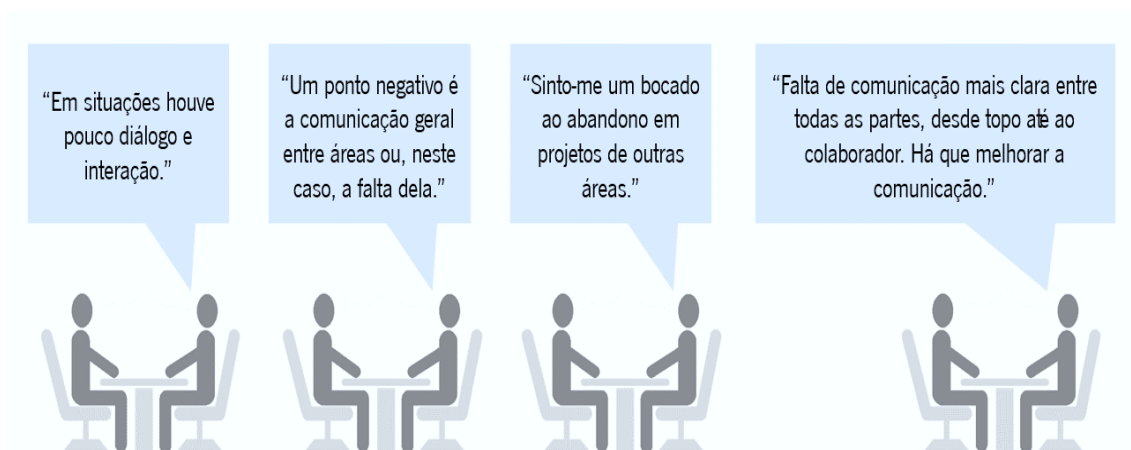 “Em situações houve
pouco diálogo e
interação.”
“Um ponto negativo é
a comunicação geral
entre áreas ou, neste
caso, a falta dela.”
“Sinto-me um bocado
ao abandono em
projetos de outras
áreas.”
“Falta de comunicação mais clara entre
todas as partes, desde topo até ao
colaborador. Há que melhorar a
comunicação.”